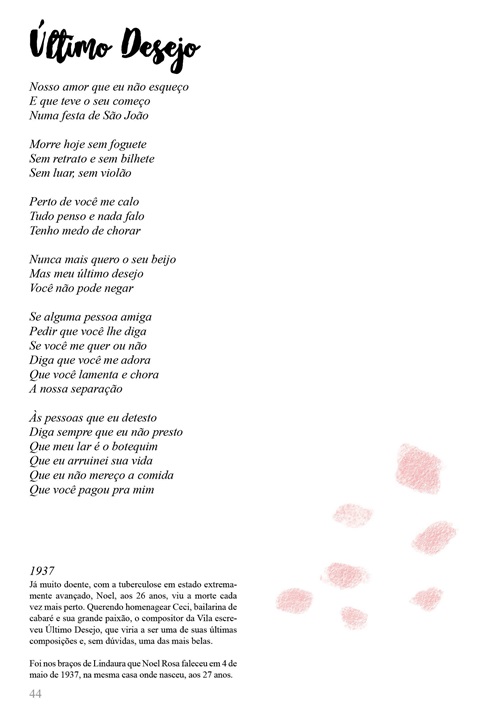 Último Desejo
Nosso amor que eu não esqueço
E que teve o seu começo
Numa festa de São João
Morre hoje sem foguete
Sem retrato e sem bilhete
Sem luar, sem violão
Perto de você me calo
Tudo penso e nada falo
Tenho medo de chorar
Nunca mais quero o seu beijo
Mas meu último desejo
Você não pode negar
Se alguma pessoa amiga
Pedir que você lhe diga
Se você me quer ou não
Diga que você me adora
Que você lamenta e chora
A nossa separação
Às pessoas que eu detesto
Diga sempre que eu não presto
Que meu lar é o botequim
Que eu arruinei sua vida
Que eu não mereço a comida
Que você pagou pra mim
1937
Já muito doente, com a tuberculose em estado extrema-
mente avançado, Noel, aos 26 anos, viu a morte cada
vez mais perto. Querendo homenagear Ceci, bailarina de
cabaré e sua grande paixão, o compositor da Vila escre-
veu Último Desejo, que viria a ser uma de suas últimas
composições e, sem dúvidas, uma das mais belas.
Foi nos braços de Lindaura que Noel Rosa faleceu em 4 de
maio de 1937, na mesma casa onde nasceu, aos 27 anos.
44